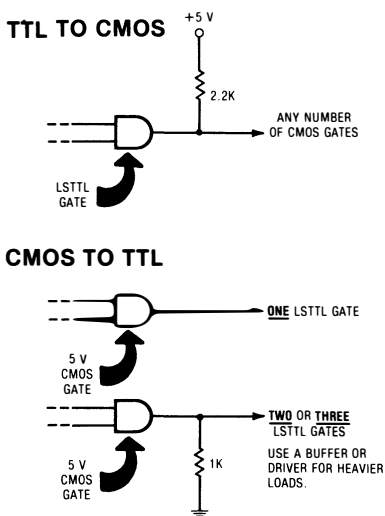 TTL TO CMOS
+5 V
2.2K
ANY NUMBER
OF CMOS GATES
LSTTL
GATE
CMOS TO TTL
ONE LSTTL GATE
5 V
CMOS
GATE
TWO OR THREE
LSTTL GATES
USE A BUFFER OR
DRIVER FOR HEAVIER
LOADS.
1K
5 V
CMOS
GATE